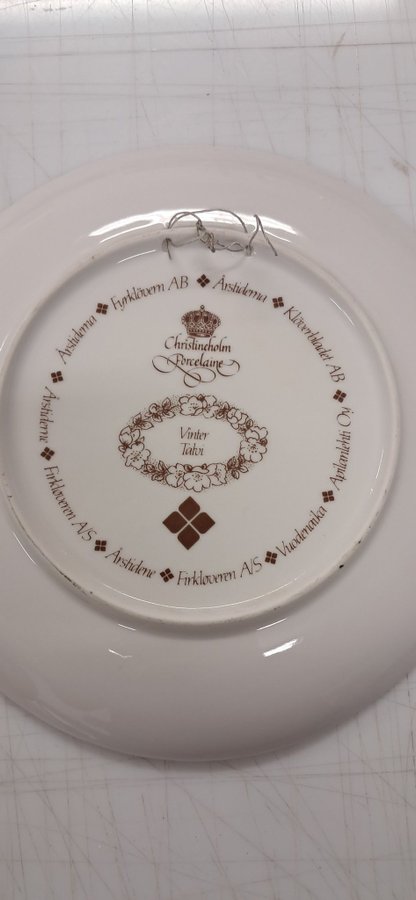 Fyrklövern AB ❖ Årstiderna ❖ Klöverbladet AB ❖ Apilanlehti Oy ❖ Vuodenaika ❖ Firkløveren A/S ❖ Årstidene ❖ Firkløveren A/S ❖ Årstiderne ❖ Årstiderna ❖
Christineholm
Porcelaine
Vinter
Talvi